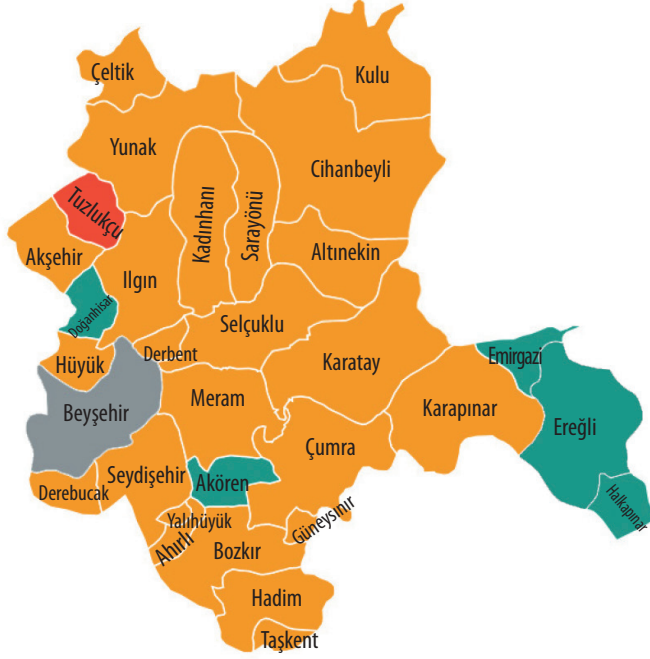 Çeltik
Kulu
Yunak
Cihanbeyli
Tuzlukçu
Kadınhanı
Sarayönü
Akşehir
Altınekin
Ilgın
Doğanhisar
Selçuklu
Derbent
Hüyük
Karatay
Emirgazi
Meram
Beyşehir
Karapınar
Ereğli
Çumra
Seydişehir
Akören
Derebucak
Halkapınar
Yalıhüyük
Güneysınır
Ahırlı
Bozkır
Hadim
Taşkent